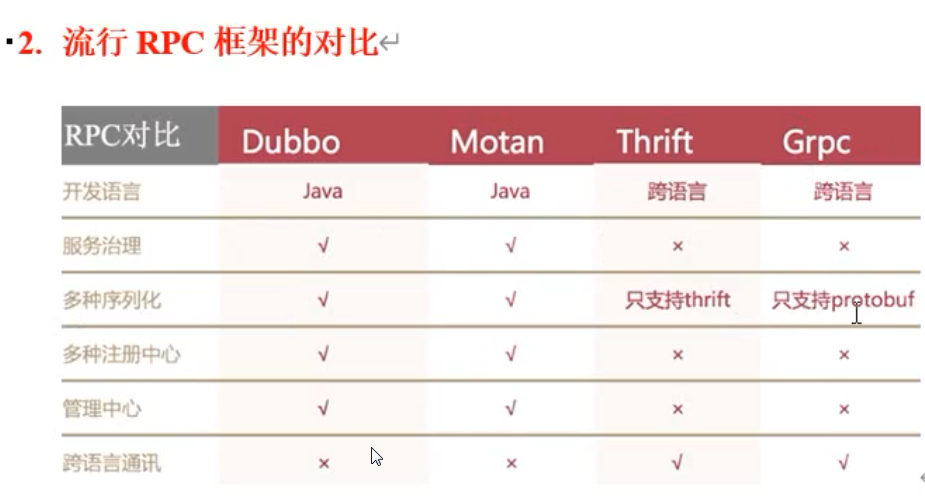 2. 流行 RPC 框架的对比
RPC对比 Dubbo Motan Thrift Grpc
开发语言 Java Java 跨语言 跨语言
服务治理 √ √ × ×
多种序列化 √ √ 只支持thrift 只支持protobuf
多种注册中心 √ √ × ×
管理中心 √ √ × ×
跨语言通讯 × × √ √